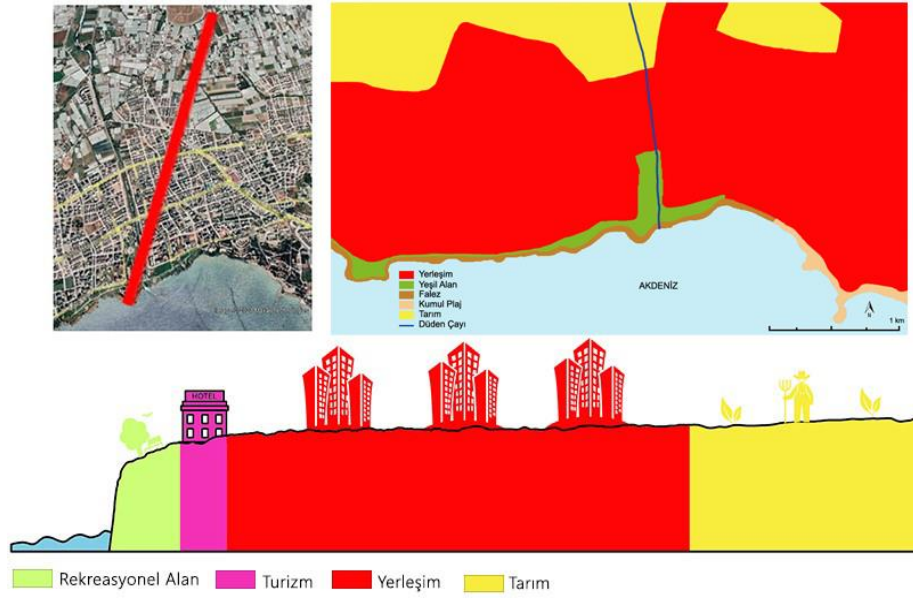 Yerleşim
Yeşil Alan
Falez
Kumul Plaj
Tarım
Düden Çayı
AKDENİZ
N
1 km
HOTEL
Rekreasyonel Alan
Turizm
Yerleşim
Tarım